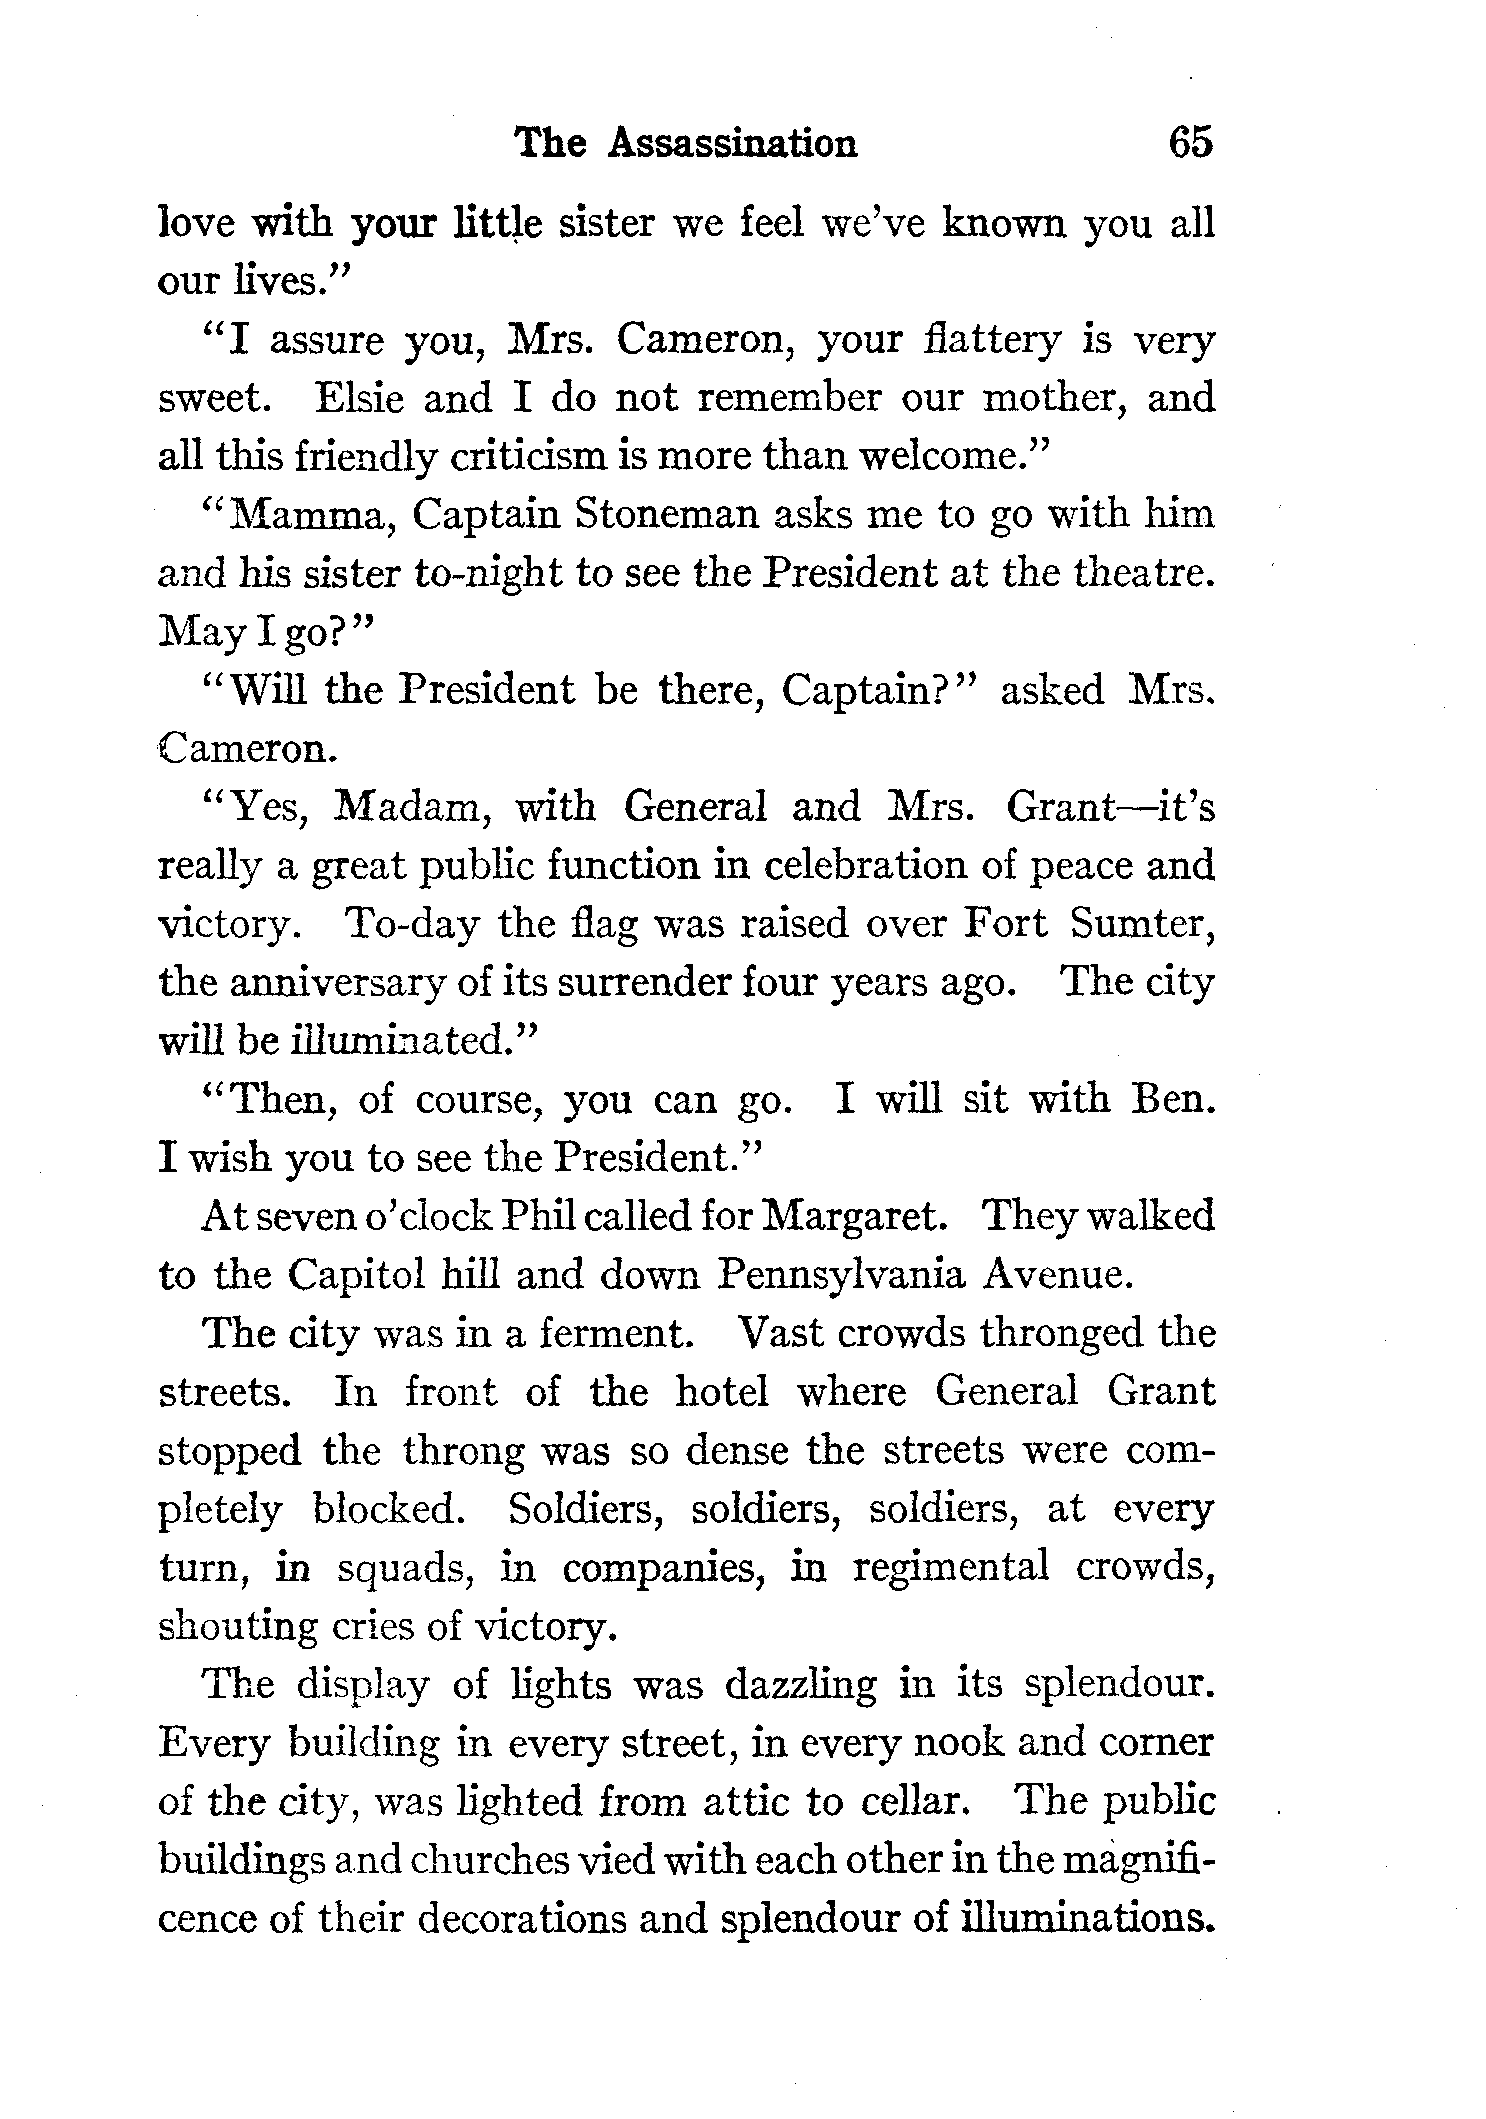 The Assassination 65
love with your little sister we feel we've known you all
our lives."
"I assure you, Mrs. Cameron, your flattery is very
sweet. Elsie and I do not remember our mother, and
all this friendly criticism is more than welcome."
"Mamma, Captain Stoneman asks me to go with him
and his sister to-night to see the President at the theatre.
May I go?"
"Will the President be there, Captain?" asked Mrs.
Cameron.
"Yes, Madam, with General and Mrs. Grant—it's
really a great public function in celebration of peace and
victory. To-day the flag was raised over Fort Sumter,
the anniversary of its surrender four years ago. The city
will be illuminated."
"Then, of course, you can go. I will sit with Ben.
I wish you to see the President."
At seven o'clock Phil called for Margaret. They walked
to the Capitol hill and down Pennsylvania Avenue.
The city was in a ferment. Vast crowds thronged the
streets. In front of the hotel where General Grant
stopped the throng was so dense the streets were com-
pletely blocked. Soldiers, soldiers, soldiers, at every
turn, in squads, in companies, in regimental crowds,
shouting cries of victory.
The display of lights was dazzling in its splendour.
Every building in every street, in every nook and corner
of the city, was lighted from attic to cellar. The public
buildings and churches vied with each other in the magnifi-
cence of their decorations and splendour of illuminations.